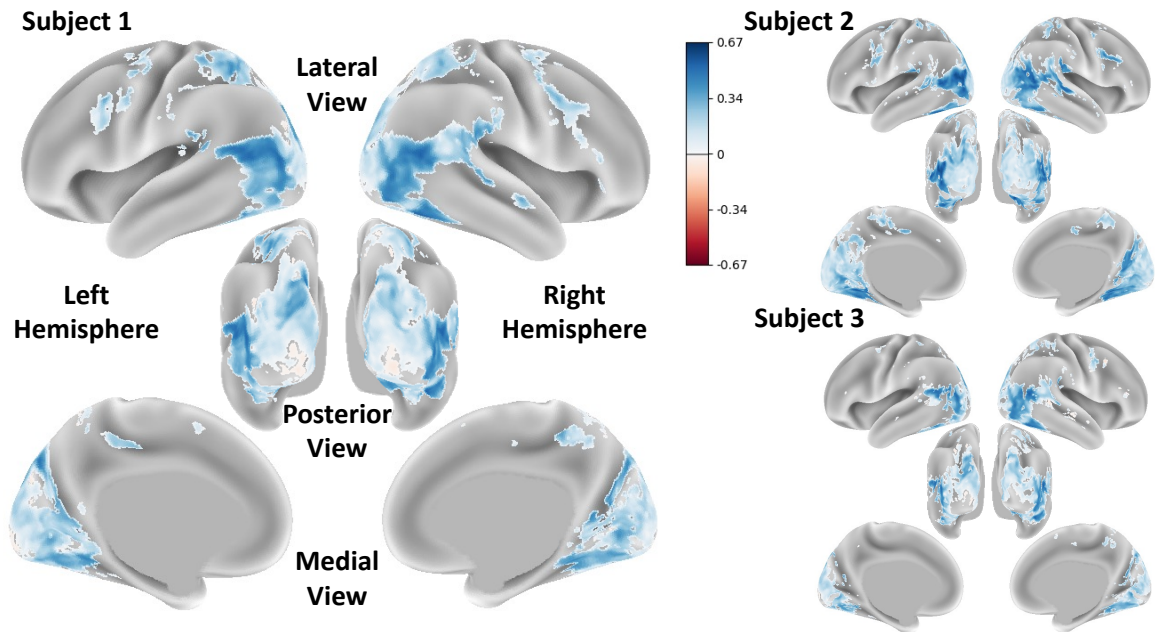 Subject 1
Lateral
View
Left
Hemisphere
Right
Hemisphere
Posterior
View
Medial
View
0.67
0.34
0
-0.34
-0.67
Subject 2
Subject 3